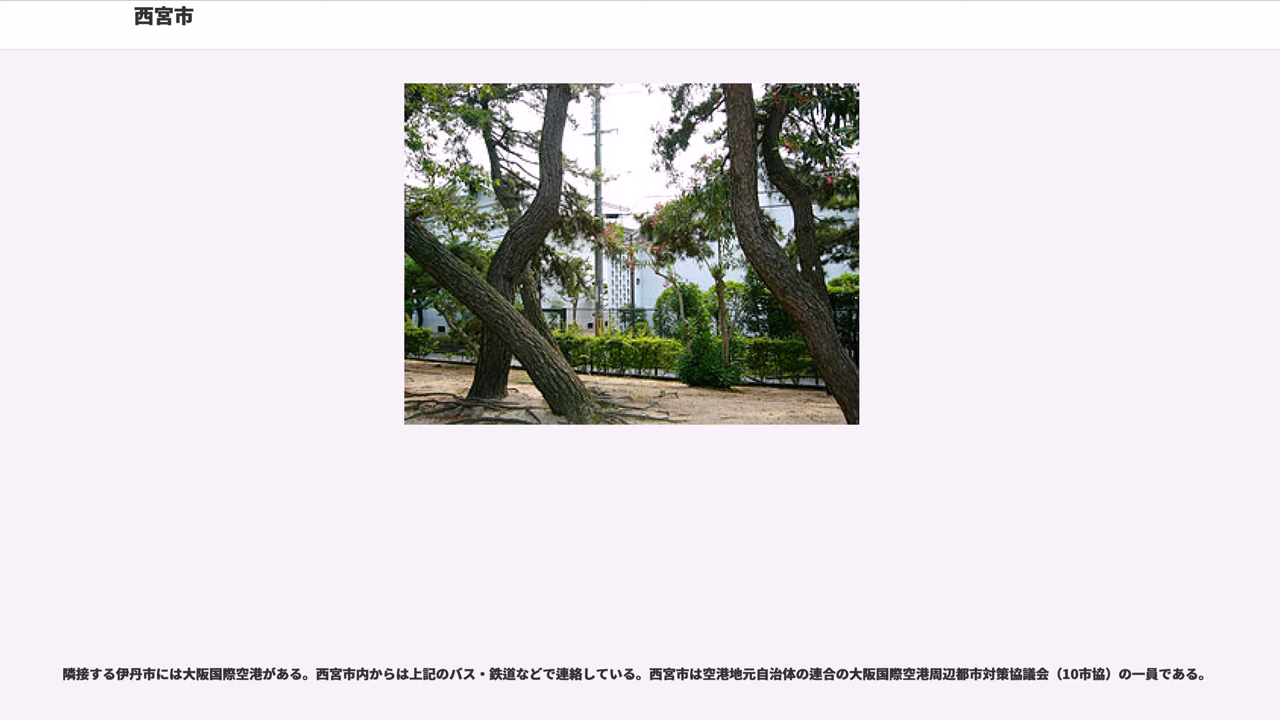 西宮市
隣接する伊丹市には大阪国際空港がある。西宮市内からは上記のバス・鉄道などで連絡している。西宮市は空港地元自治体の連合の大阪国際空港周辺都市対策協議会（10市協）の一員である。